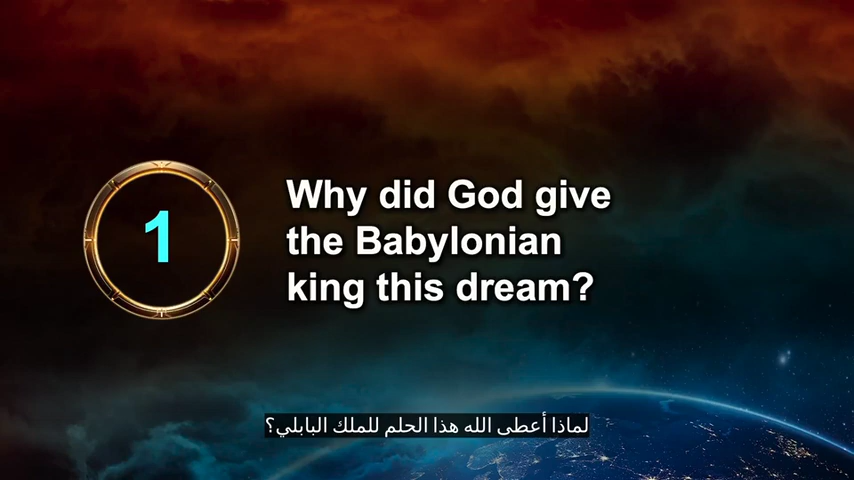 1
Why did God give
the Babylonian
king this dream?
لماذا أعطى الله هذا الحلم للملك البابلي؟